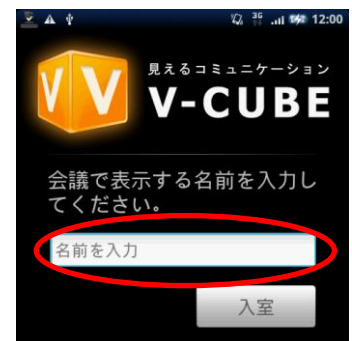 3G 12:00
見えるコミュニケーション
VV V-CUBE
会議で表示する名前を入力し
てください。
名前を入力
入室